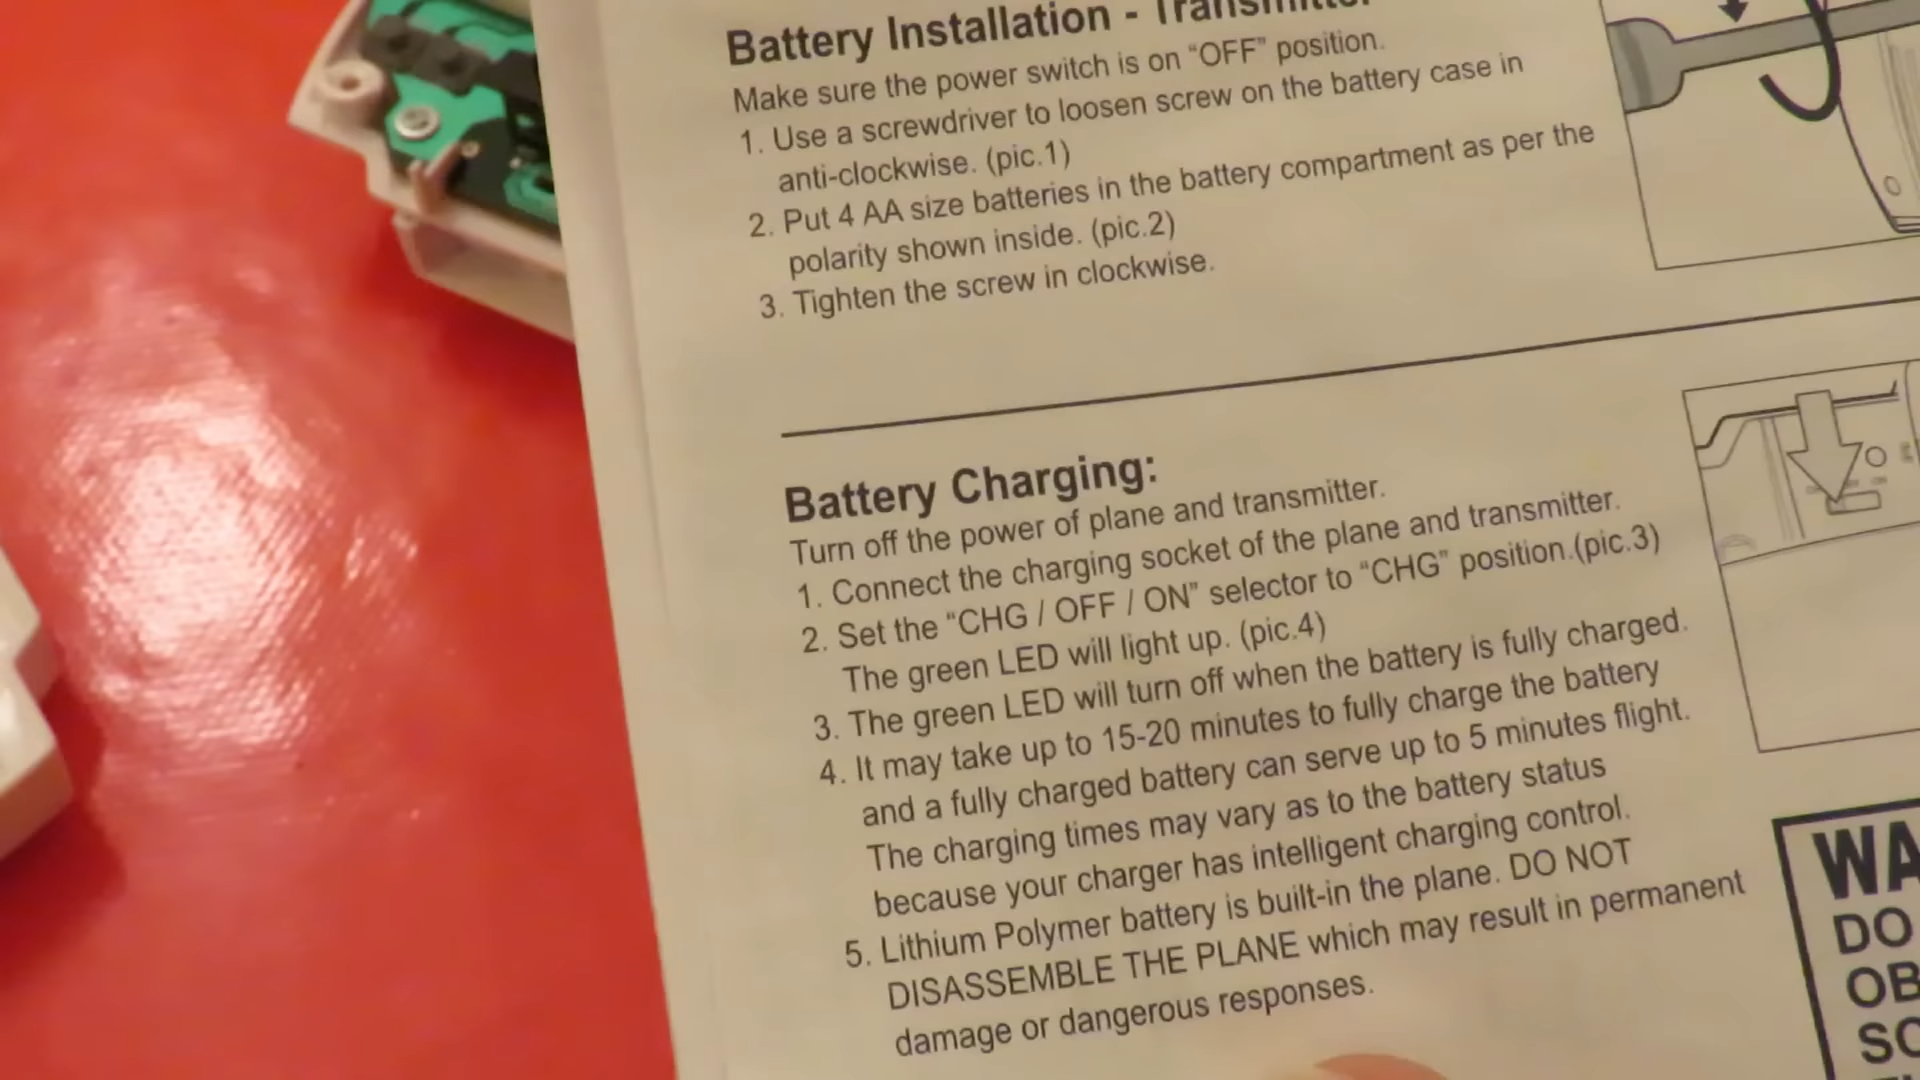 Battery Installation - Transmitter
Make sure the power switch is on “OFF” position.
1. Use a screwdriver to loosen screw on the battery case in
anti-clockwise. (pic.1)
2. Put 4 AA size batteries in the battery compartment as per the
polarity shown inside. (pic.2)
3. Tighten the screw in clockwise.
Battery Charging:
Turn off the power of plane and transmitter.
1. Connect the charging socket of the plane and transmitter.
2. Set the “CHG / OFF / ON” selector to “CHG” position.(pic.3)
The green LED will light up. (pic.4)
3. The green LED will turn off when the battery is fully charged.
4. It may take up to 15-20 minutes to fully charge the battery
and a fully charged battery can serve up to 5 minutes flight.
The charging times may vary as to the battery status
because your charger has intelligent charging control.
5. Lithium Polymer battery is built-in the plane. DO NOT
DISASSEMBLE THE PLANE which may result in permanent
damage or dangerous responses.
WA
DO
OB
SC